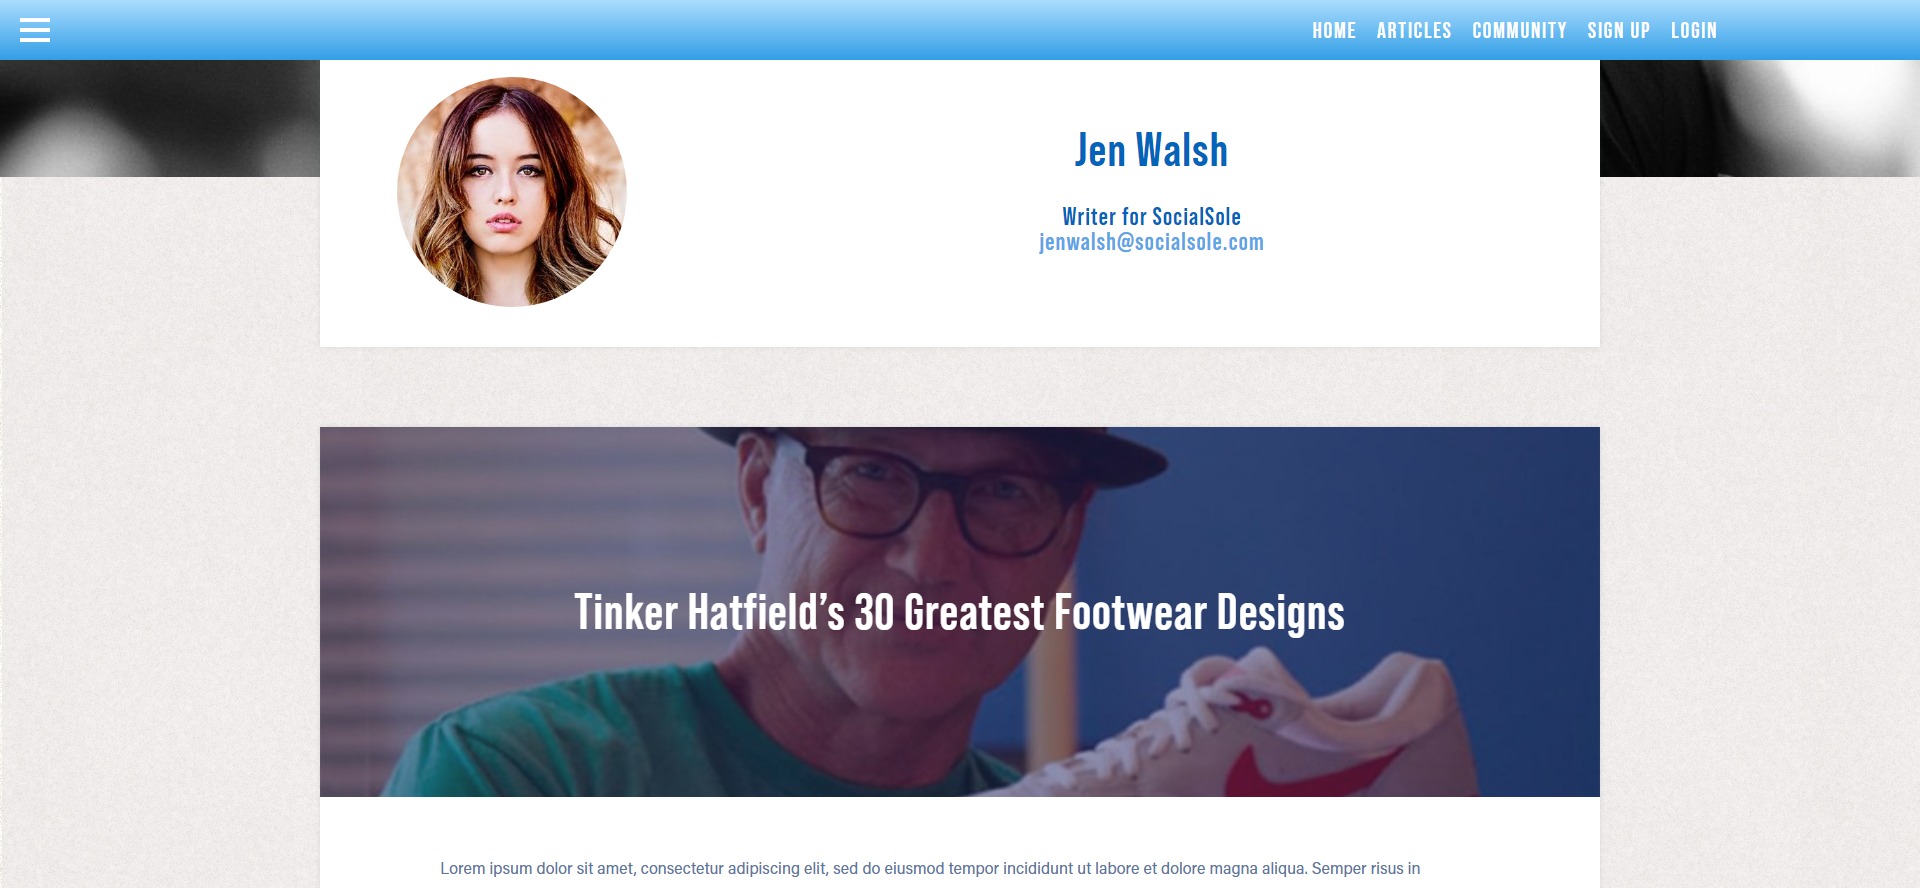 HOME ARTICLES COMMUNITY SIGN UP LOGIN
Jen Walsh
Writer for SocialSole
jenwalsh@socialsole.com
Tinker Hatfield’s 30 Greatest Footwear Designs
Lorem ipsum dolor sit amet, consectetur adipiscing elit, sed do eiusmod tempor incididunt ut labore et dolore magna aliqua. Semper risus in